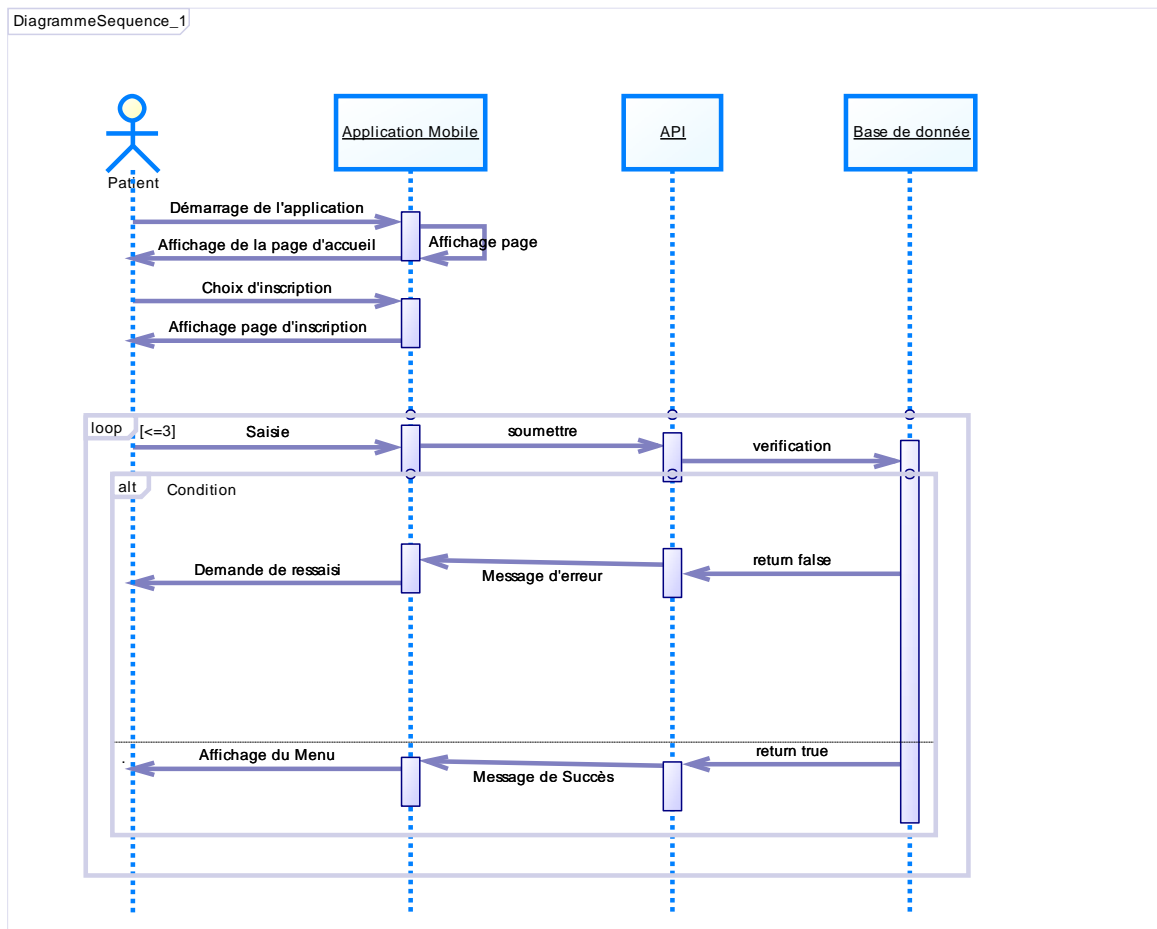 DiagrammeSequence_1
Application Mobile
API
Base de donnée
Patient
Démarrage de l'application
Affichage page
Affichage de la page d'accueil
Choix d'inscription
Affichage page d'inscription
loop
[<=3]
Saisie
soumettre
verification
alt
Condition
return false
Message d'erreur
Demande de ressaisi
return true
Affichage du Menu
.
Message de Succès